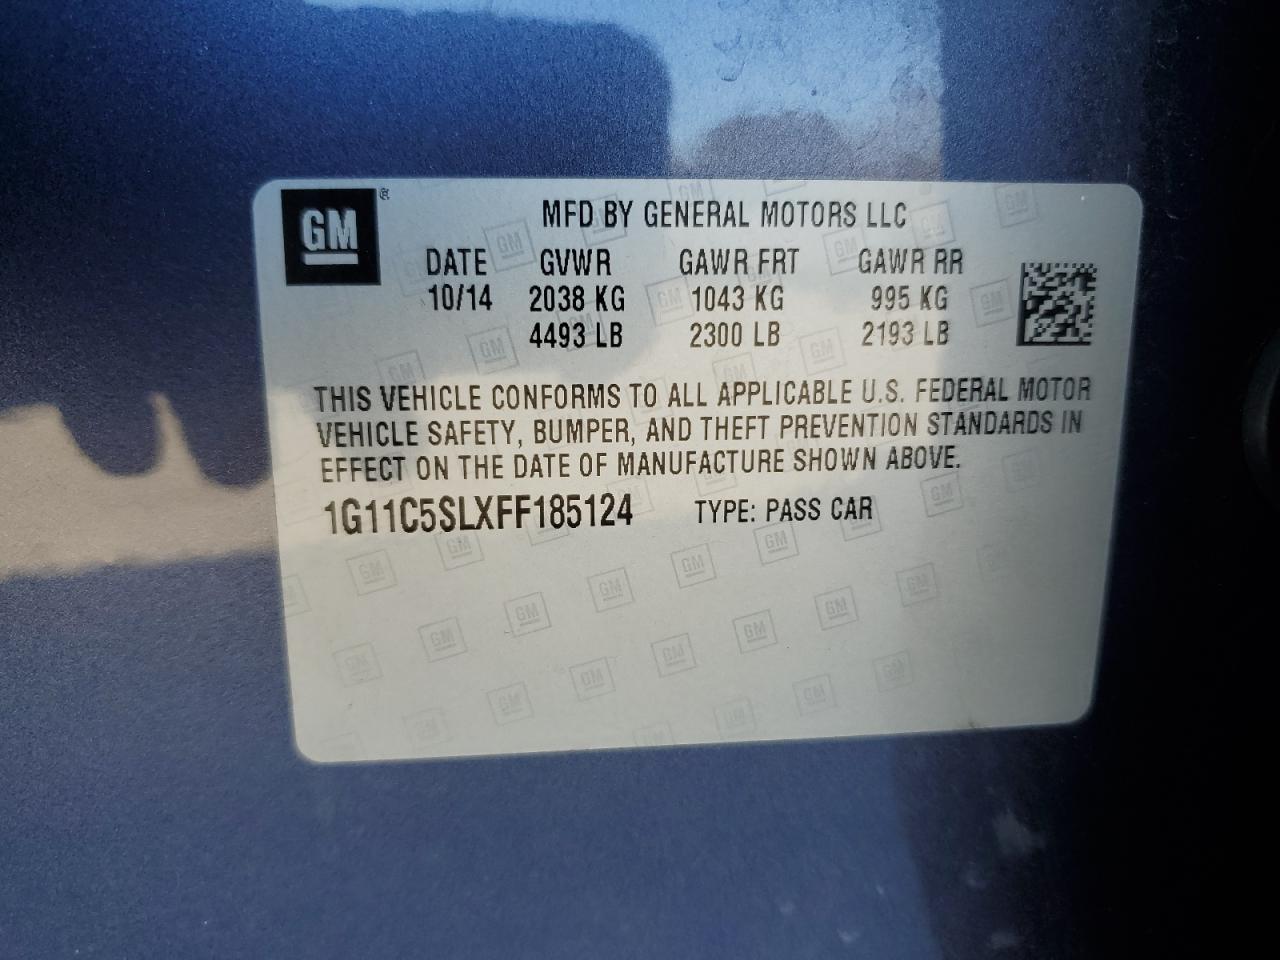 GM ®
MFD BY GENERAL MOTORS LLC
DATE GVWR GAWR FRT GAWR RR
10/14 2038 KG 1043 KG 995 KG
4493 LB 2300 LB 2193 LB
THIS VEHICLE CONFORMS TO ALL APPLICABLE U.S. FEDERAL MOTOR
VEHICLE SAFETY, BUMPER, AND THEFT PREVENTION STANDARDS IN
EFFECT ON THE DATE OF MANUFACTURE SHOWN ABOVE.
1G11C5SLXFF185124 TYPE: PASS CAR